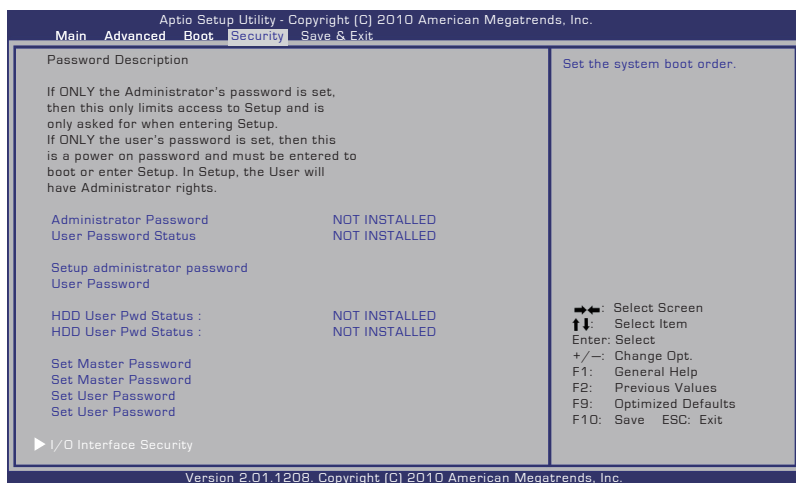 Aptio Setup Utility - Copyright (C) 2010 American Megatrends, Inc.
Main Advanced Boot Security Save & Exit
Password Description
If ONLY the Administrator's password is set,
then this only limits access to Setup and is
only asked for when entering Setup.
If ONLY the user's password is set, then this
is a power on password and must be entered to
boot or enter Setup. In Setup, the User will
have Administrator rights.
Administrator Password NOT INSTALLED
User Password Status NOT INSTALLED
Setup administrator password
User Password
HDD User Pwd Status : NOT INSTALLED
HDD User Pwd Status : NOT INSTALLED
Set Master Password
Set Master Password
Set User Password
Set User Password
I/O Interface Security
Set the system boot order.
→←: Select Screen
↑↓: Select Item
Enter: Select
+/—: Change Opt.
F1: General Help
F2: Previous Values
F9: Optimized Defaults
F10: Save ESC: Exit
Version 2.01.1208. Copyright (C) 2010 American Megatrends, Inc.